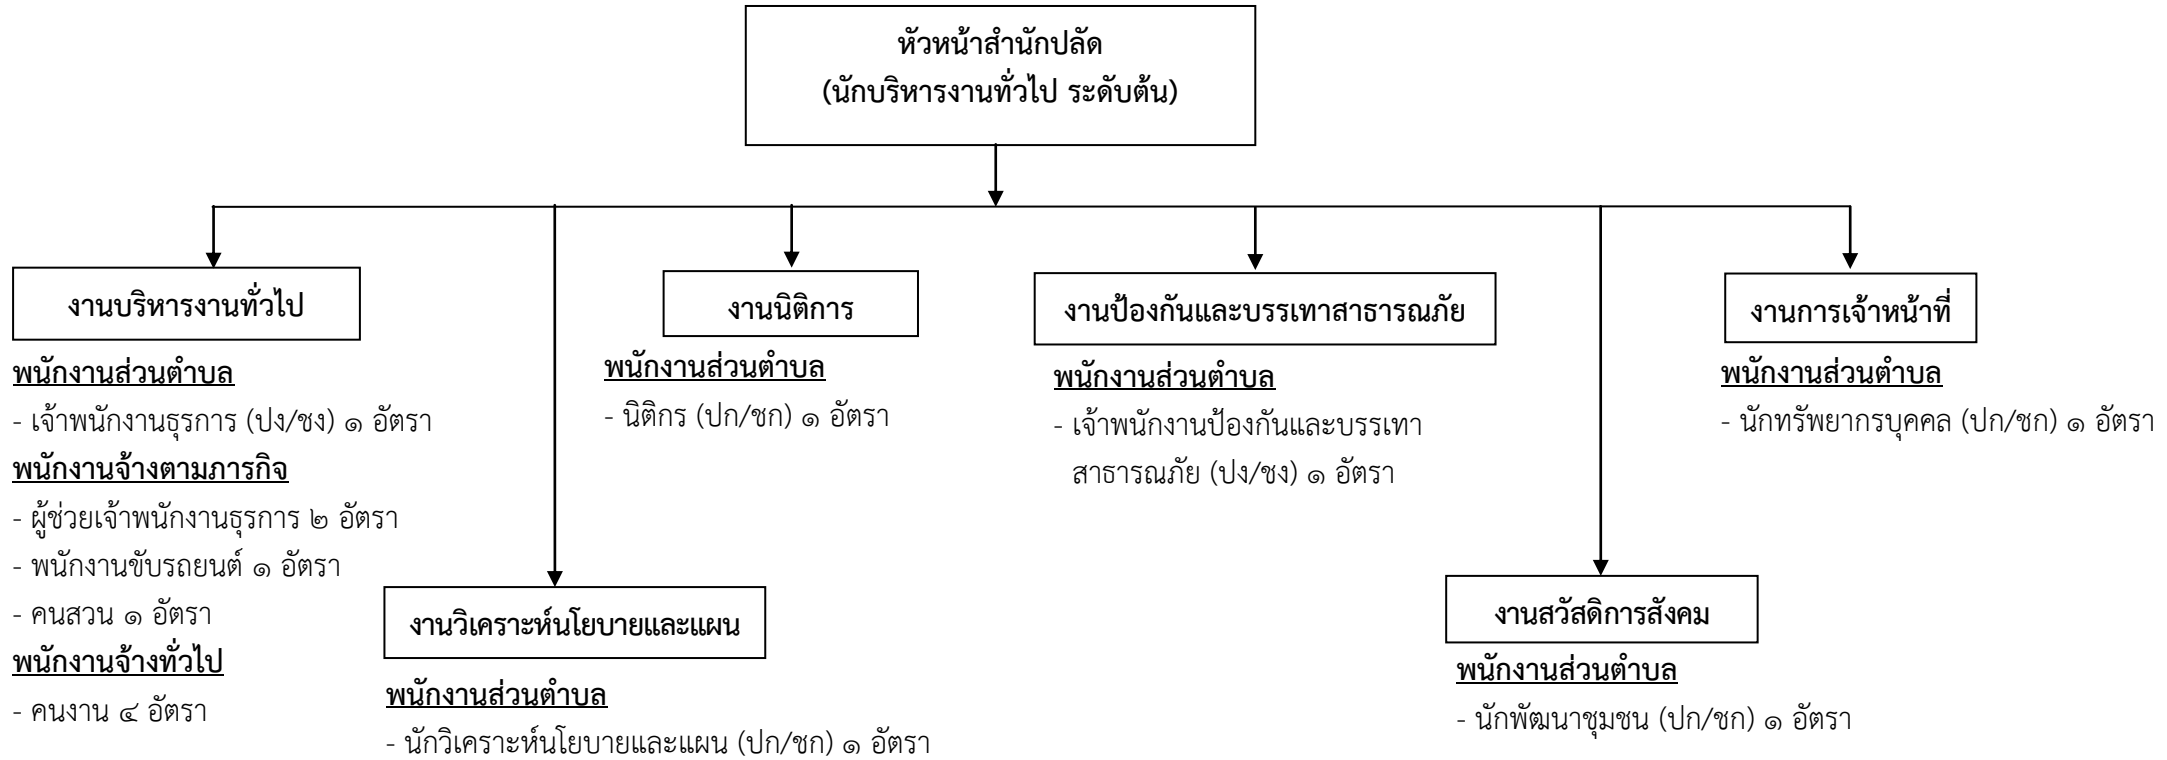 หัวหน้าสำนักปลัด
(นักบริหารงานทั่วไป ระดับต้น)
งานบริหารงานทั่วไป
พนักงานส่วนตำบล
- เจ้าพนักงานธุรการ (ปง/ชง) ๑ อัตรา
พนักงานจ้างตามภารกิจ
- ผู้ช่วยเจ้าพนักงานธุรการ ๒ อัตรา
- พนักงานขับรถยนต์ ๑ อัตรา
- คนสวน ๑ อัตรา
พนักงานจ้างทั่วไป
- คนงาน ๔ อัตรา
งานวิเคราะห์นโยบายและแผน
พนักงานส่วนตำบล
- นักวิเคราะห์นโยบายและแผน (ปก/ชก) ๑ อัตรา
งานนิติการ
พนักงานส่วนตำบล
- นิติกร (ปก/ชก) ๑ อัตรา
งานป้องกันและบรรเทาสาธารณภัย
พนักงานส่วนตำบล
- เจ้าพนักงานป้องกันและบรรเทา
สาธารณภัย (ปง/ชง) ๑ อัตรา
งานสวัสดิการสังคม
พนักงานส่วนตำบล
- นักพัฒนาชุมชน (ปก/ชก) ๑ อัตรา
งานการเจ้าหน้าที่
พนักงานส่วนตำบล
- นักทรัพยากรบุคคล (ปก/ชก) ๑ อัตรา